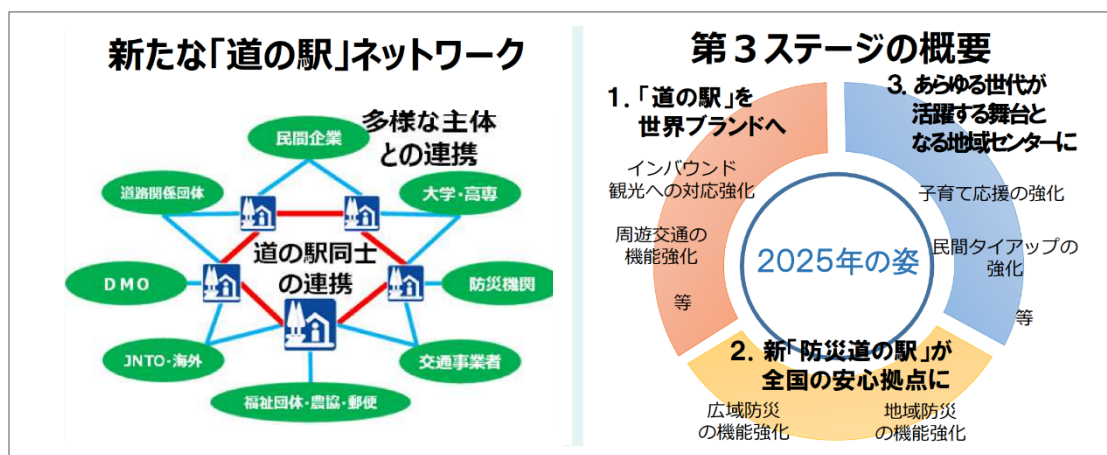 新たな「道の駅」ネットワーク
民間企業
多様な主体
との連携
道路関係団体
大学・高専
道の駅同士
の連携
DMO
防災機関
JNTO・海外
交通事業者
福祉団体・農協・郵便
第3ステージの概要
1.「道の駅」を
世界ブランドへ
インバウンド
観光への対応強化
周遊交通の
機能強化
等
3. あらゆる世代が
活躍する舞台と
なる地域センターに
子育て応援の強化
民間タイアップの
強化
等
2025年の姿
2. 新「防災道の駅」が
全国の安心拠点に
広域防災
の機能強化
地域防災
の機能強化